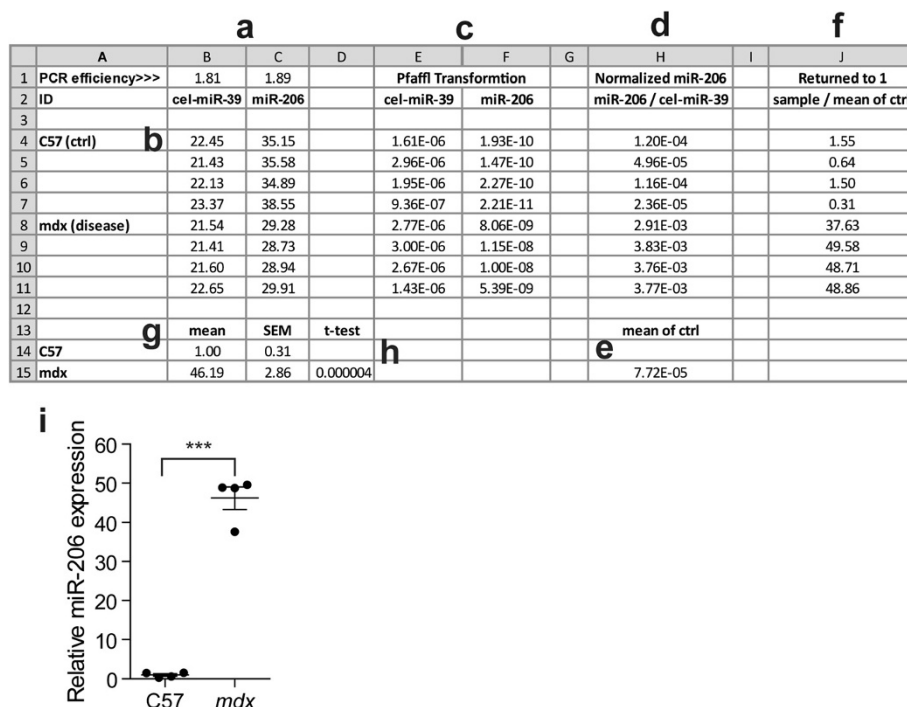 a c d f
A B C D E F G H I J
1 PCR efficiency>>> 1.81 1.89 Pfaffl Transformtion Normalized miR-206 Returned to 1
2 ID cel-miR-39 miR-206 cel-miR-39 miR-206 miR-206 / cel-miR-39 sample / mean of ctr
3
4 C57 (ctrl) b 22.45 35.15 1.61E-06 1.93E-10 1.20E-04 1.55
5 21.43 35.58 2.96E-06 1.47E-10 4.96E-05 0.64
6 22.13 34.89 1.95E-06 2.27E-10 1.16E-04 1.50
7 23.37 38.55 9.36E-07 2.21E-11 2.36E-05 0.31
8 mdx (disease) 21.54 29.28 2.77E-06 8.06E-09 2.91E-03 37.63
9 21.41 28.73 3.00E-06 1.15E-08 3.83E-03 49.58
10 21.60 28.94 2.67E-06 1.00E-08 3.76E-03 48.71
11 22.65 29.91 1.43E-06 5.39E-09 3.77E-03 48.86
12
13 g mean SEM t-test mean of ctrl
14 C57 1.00 0.31 h e
15 mdx 46.19 2.86 0.000004 7.72E-05
i
Relative miR-206 expression
***
60
50
40
30
20
10
0
C57 mdx